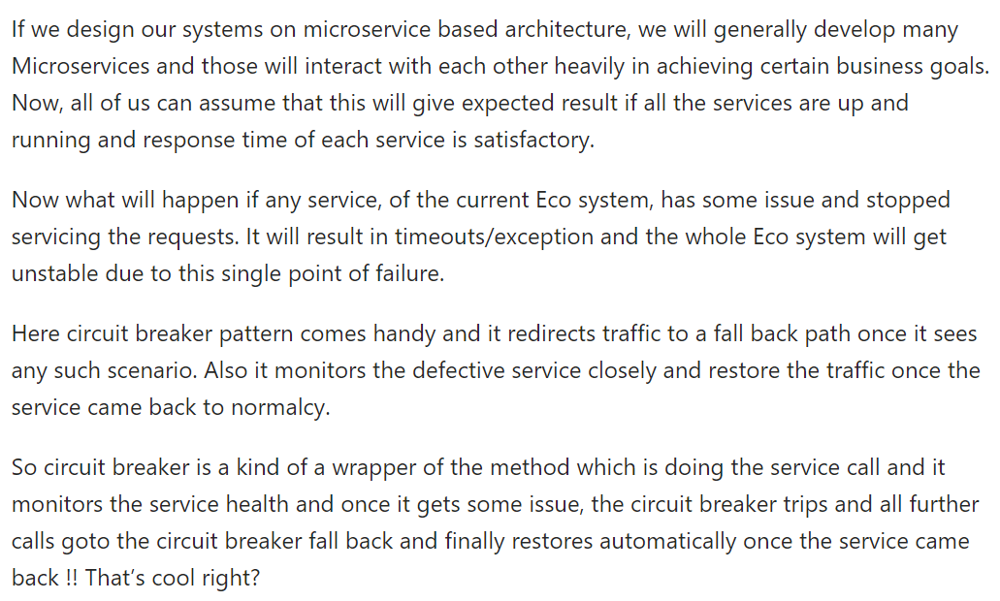 If we design our systems on microservice based architecture, we will generally develop many
Microservices and those will interact with each other heavily in achieving certain business goals.
Now, all of us can assume that this will give expected result if all the services are up and
running and response time of each service is satisfactory.
Now what will happen if any service, of the current Eco system, has some issue and stopped
servicing the requests. It will result in timeouts/exception and the whole Eco system will get
unstable due to this single point of failure.
Here circuit breaker pattern comes handy and it redirects traffic to a fall back path once it sees
any such scenario. Also it monitors the defective service closely and restore the traffic once the
service came back to normalcy.
So circuit breaker is a kind of a wrapper of the method which is doing the service call and it
monitors the service health and once it gets some issue, the circuit breaker trips and all further
calls goto the circuit breaker fall back and finally restores automatically once the service came
back !! That’s cool right?